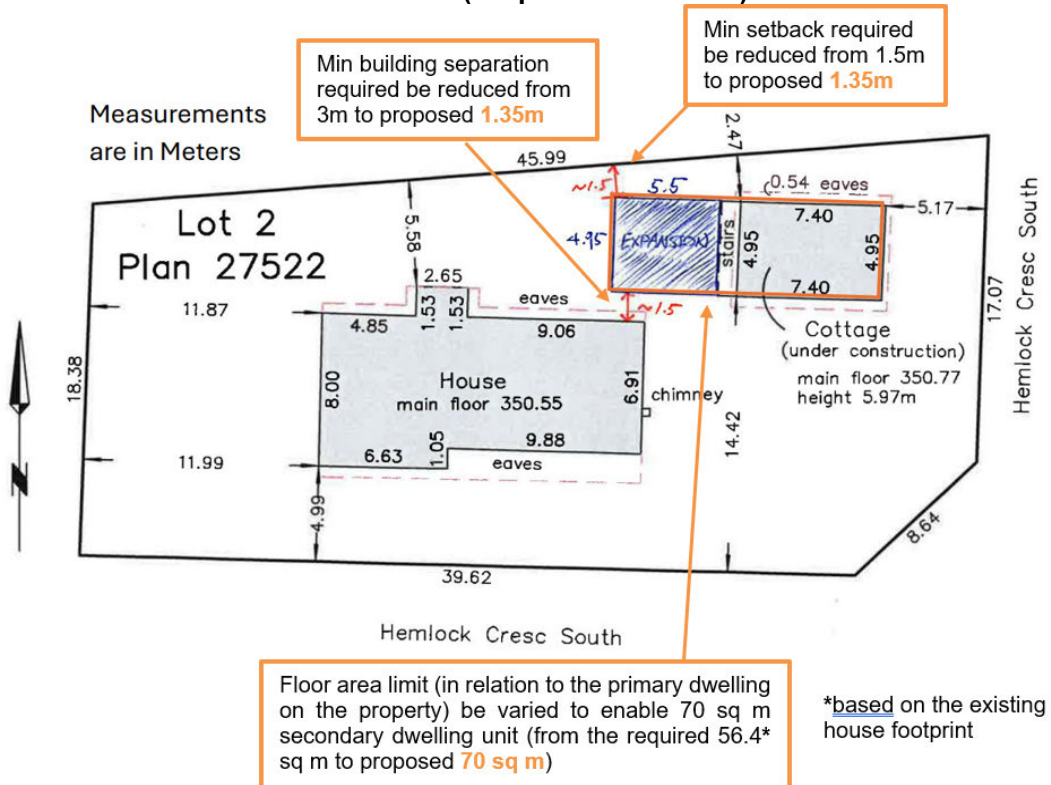 Min setback required
be reduced from 1.5m
to proposed 1.35m
Min building separation
required be reduced from
3m to proposed 1.35m
Measurements
are in Meters
45.99
2.47
~1.5
5.5
0.54 eaves
7.40
5.17
Lot 2
Plan 27522
5.58
4.95
EXPANSION
stairs
4.95
4.95
7.40
Hemlock Cresc South
17.07
11.87
2.65
1.53
1.53
eaves
~1.5
4.85
9.06
Cottage
(under construction)
main floor 350.77
height 5.97m
18.38
8.00
House
main floor 350.55
6.91
chimney
N
11.99
6.63
1.05
9.88
eaves
14.42
4.99
8.64
39.62
Hemlock Cresc South
Floor area limit (in relation to the primary dwelling
on the property) be varied to enable 70 sq m
secondary dwelling unit (from the required 56.4*
sq m to proposed 70 sq m)
*based on the existing
house footprint